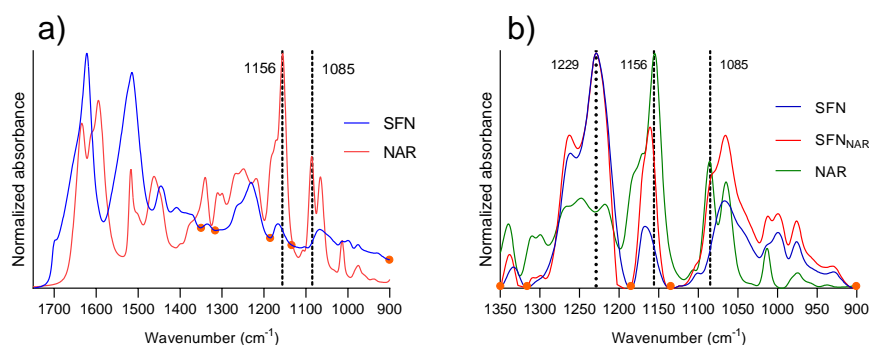 a)
1156
1085
SFN
NAR
Normalized absorbance
1700 1600 1500 1400 1300 1200 1100 1000 900
Wavenumber (cm⁻¹)
b)
1229
1156
1085
SFN
SFN_NAR
NAR
Normalized absorbance
1350 1300 1250 1200 1150 1100 1050 1000 950 900
Wavenumber (cm⁻¹)